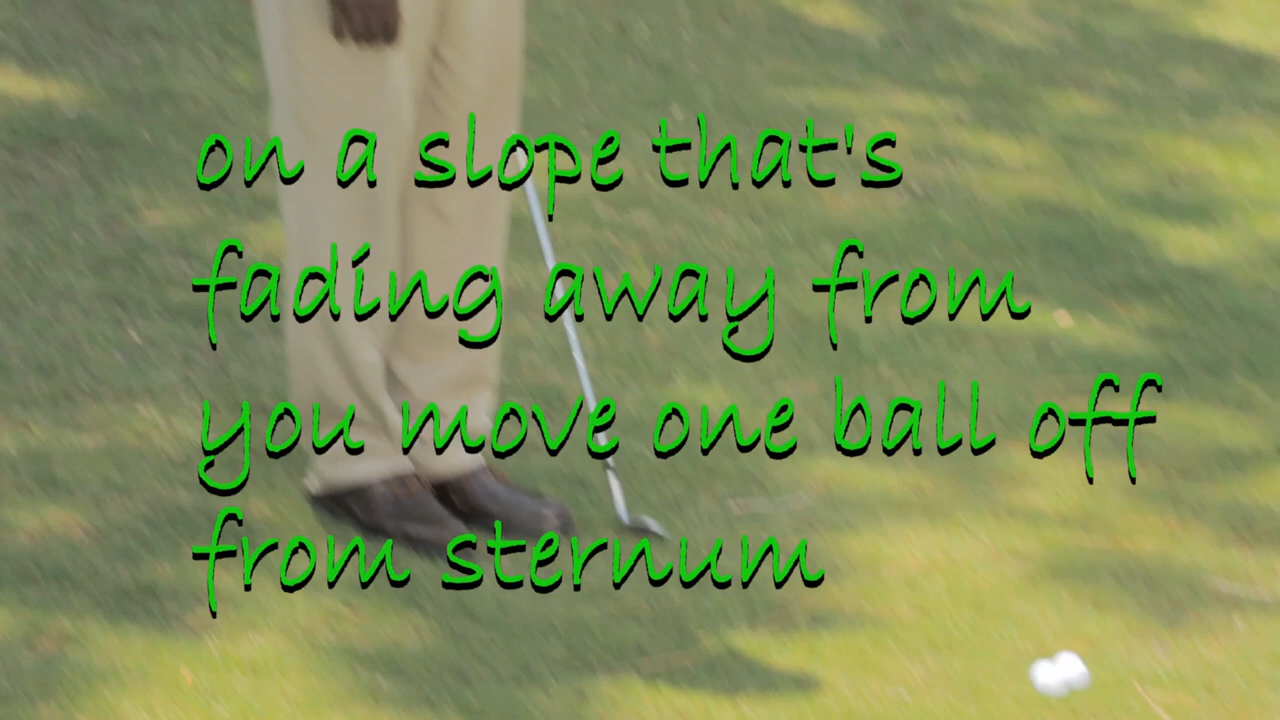 on a slope that's
fading away from
you move one ball off
from sternum